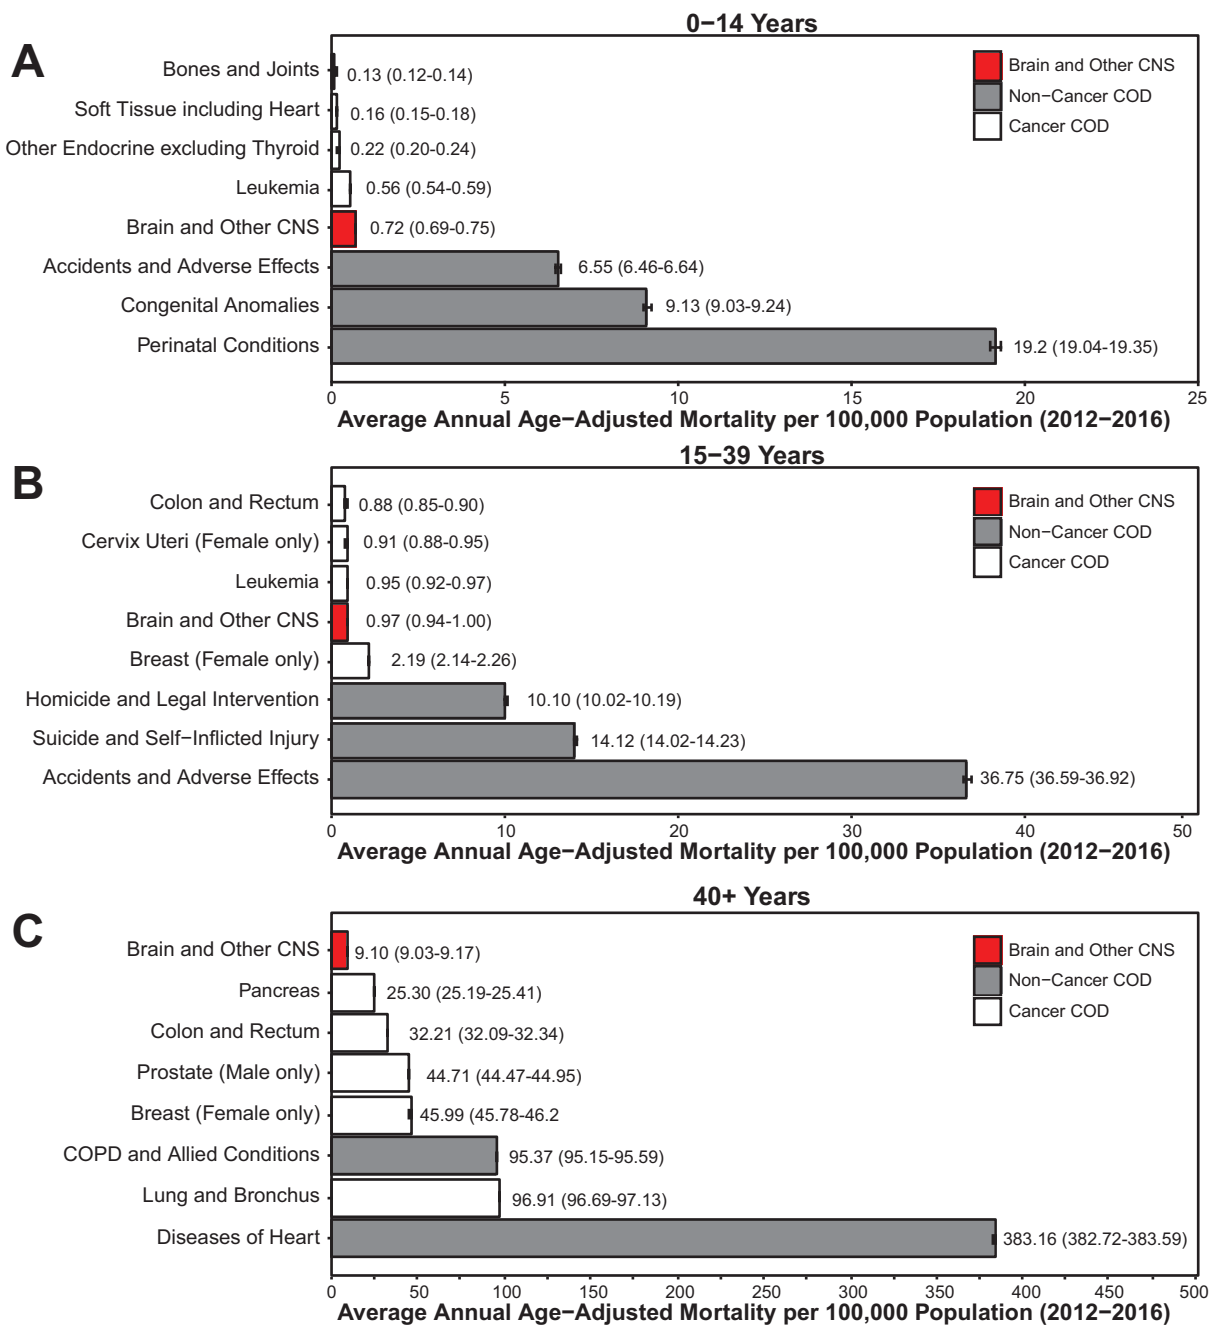 0−14 Years
A
Brain and Other CNS
Non−Cancer COD
Cancer COD
Bones and Joints 0.13 (0.12-0.14)
Soft Tissue including Heart 0.16 (0.15-0.18)
Other Endocrine excluding Thyroid 0.22 (0.20-0.24)
Leukemia 0.56 (0.54-0.59)
Brain and Other CNS 0.72 (0.69-0.75)
Accidents and Adverse Effects 6.55 (6.46-6.64)
Congenital Anomalies 9.13 (9.03-9.24)
Perinatal Conditions 19.2 (19.04-19.35)
0 5 10 15 20 25
Average Annual Age−Adjusted Mortality per 100,000 Population (2012−2016)
15−39 Years
B
Brain and Other CNS
Non−Cancer COD
Cancer COD
Colon and Rectum 0.88 (0.85-0.90)
Cervix Uteri (Female only) 0.91 (0.88-0.95)
Leukemia 0.95 (0.92-0.97)
Brain and Other CNS 0.97 (0.94-1.00)
Breast (Female only) 2.19 (2.14-2.26)
Homicide and Legal Intervention 10.10 (10.02-10.19)
Suicide and Self−Inflicted Injury 14.12 (14.02-14.23)
Accidents and Adverse Effects 36.75 (36.59-36.92)
0 10 20 30 40 50
Average Annual Age−Adjusted Mortality per 100,000 Population (2012−2016)
40+ Years
C
Brain and Other CNS
Non−Cancer COD
Cancer COD
Brain and Other CNS 9.10 (9.03-9.17)
Pancreas 25.30 (25.19-25.41)
Colon and Rectum 32.21 (32.09-32.34)
Prostate (Male only) 44.71 (44.47-44.95)
Breast (Female only) 45.99 (45.78-46.2
COPD and Allied Conditions 95.37 (95.15-95.59)
Lung and Bronchus 96.91 (96.69-97.13)
Diseases of Heart 383.16 (382.72-383.59)
0 50 100 150 200 250 300 350 400 450 500
Average Annual Age−Adjusted Mortality per 100,000 Population (2012−2016)